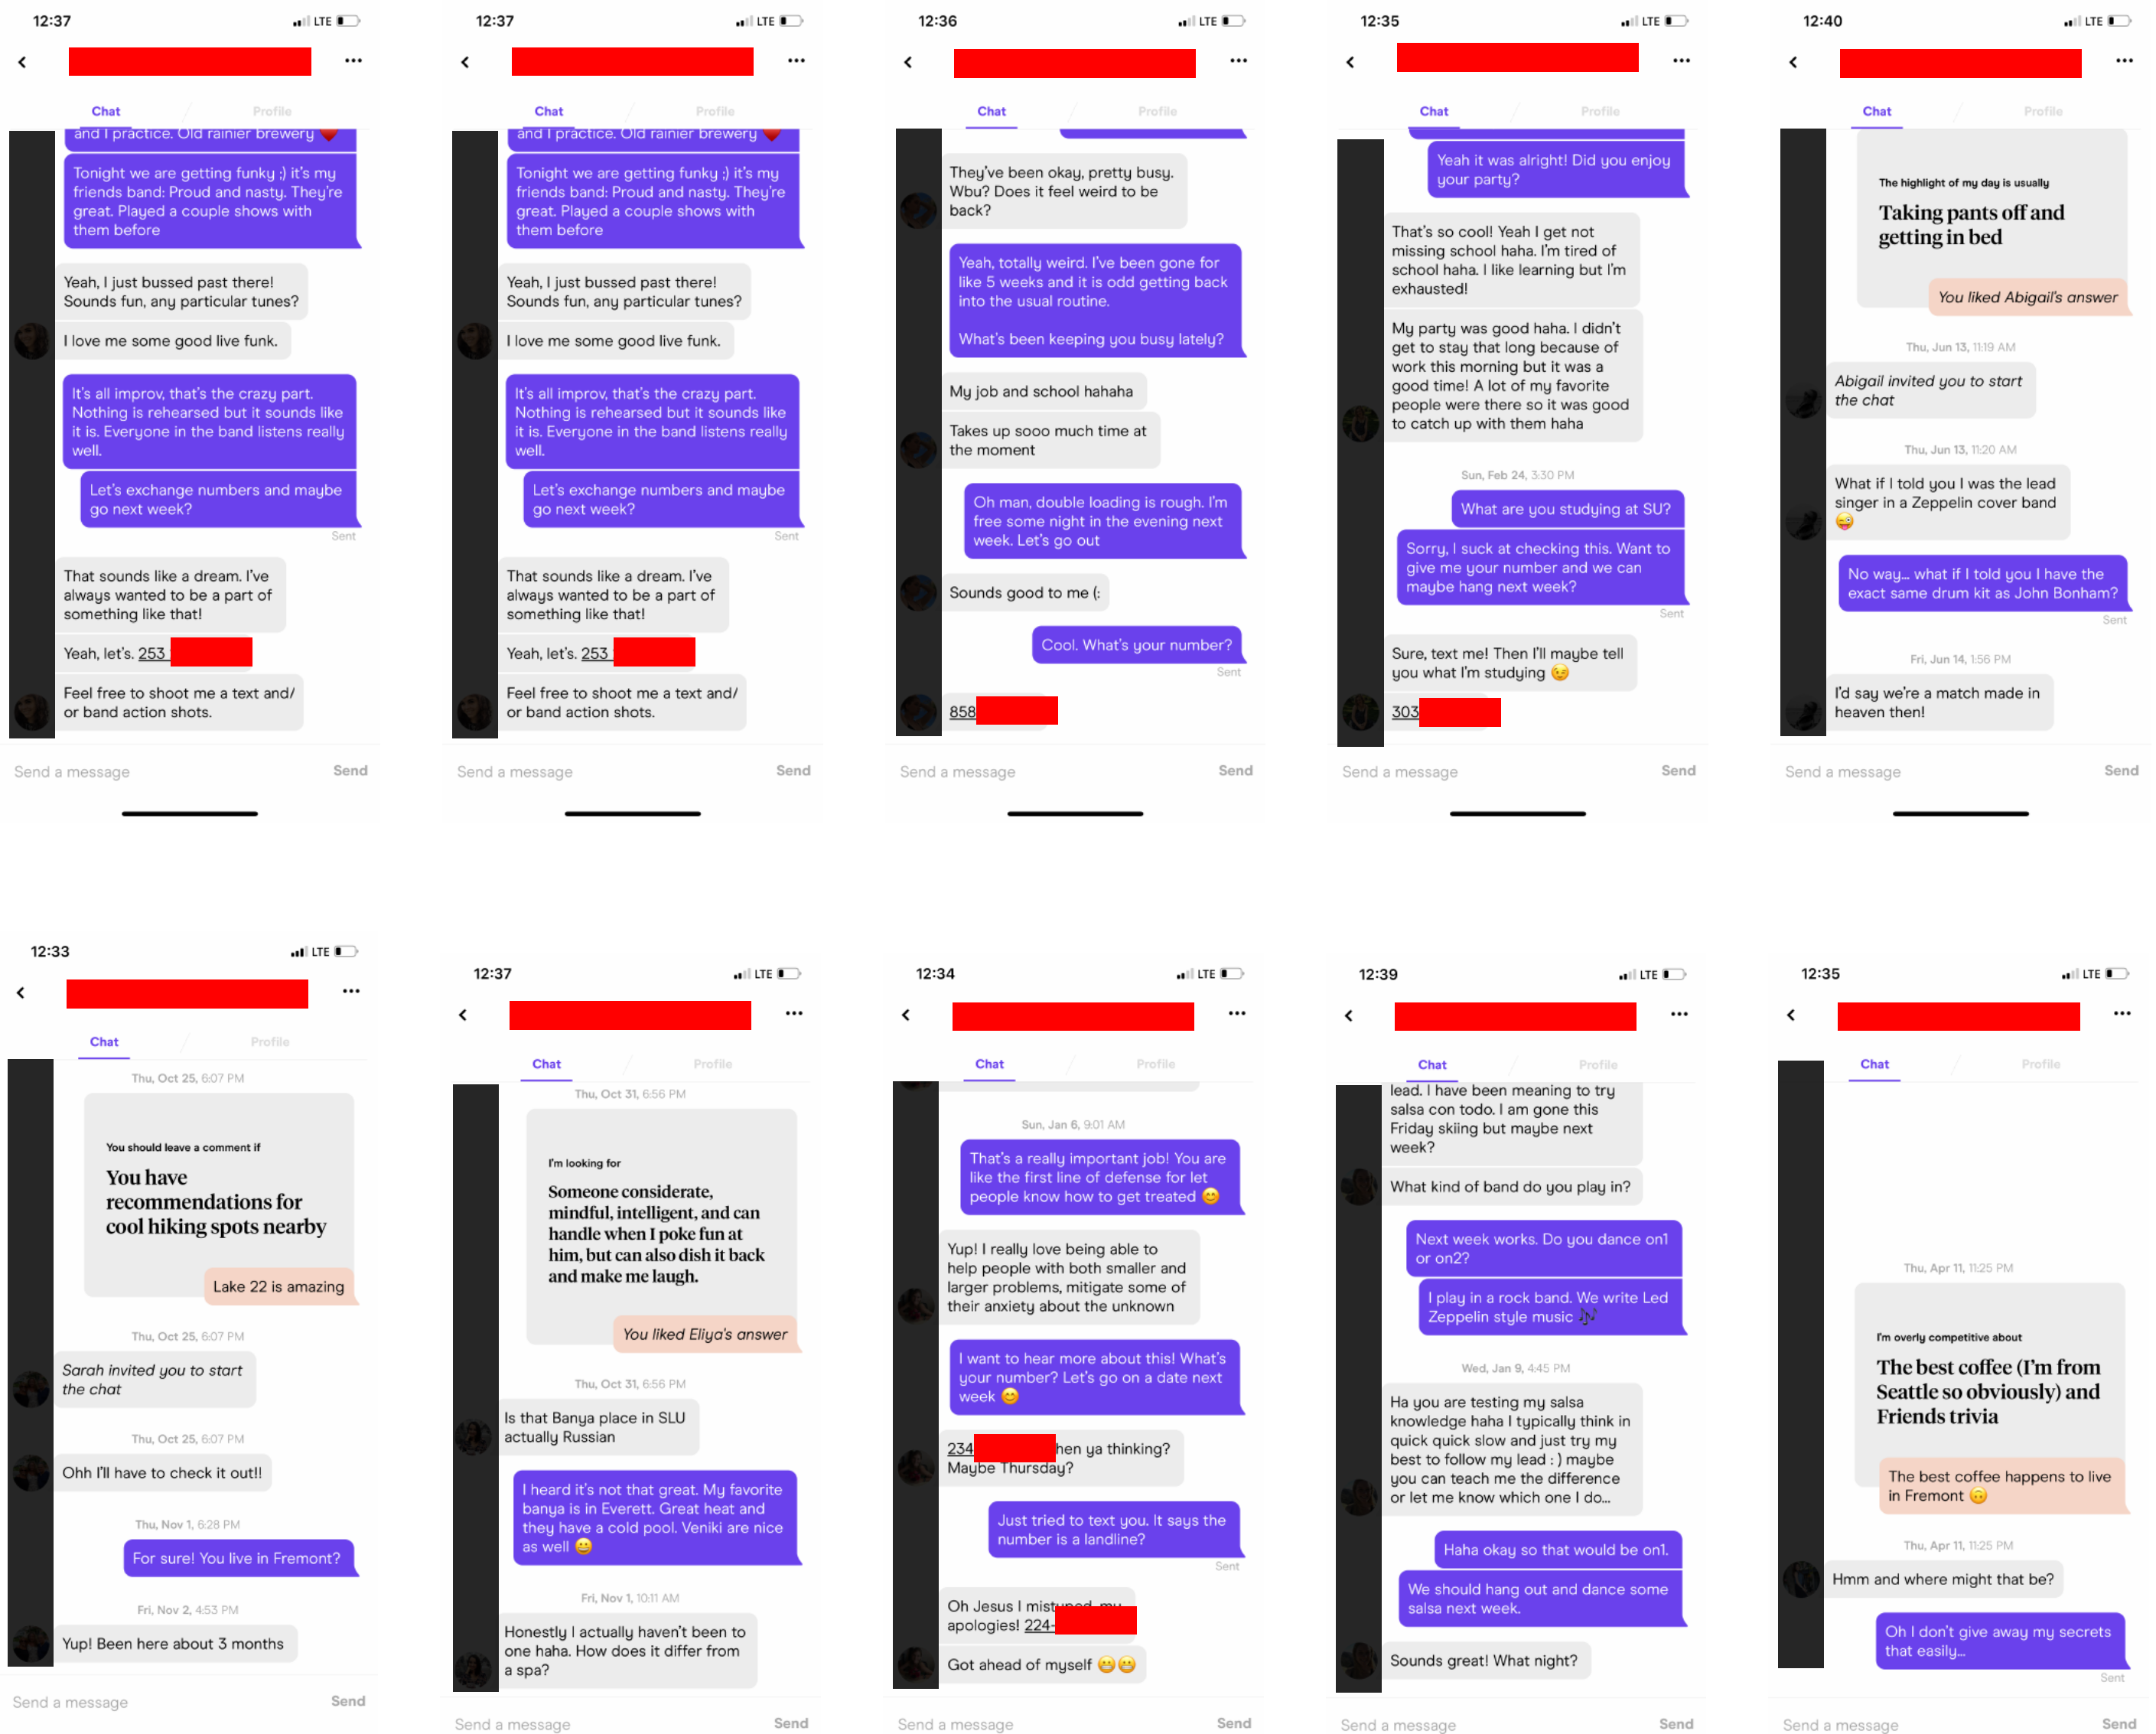 12:37
LTE
Chat
Profile
and I practice. Old rainier brewery ❤️
Tonight we are getting funky ;) it's my
friends band: Proud and nasty. They're
great. Played a couple shows with
them before
Yeah, I just bussed past there!
Sounds fun, any particular tunes?
I love me some good live funk.
It's all improv, that's the crazy part.
Nothing is rehearsed but it sounds like
it is. Everyone in the band listens really
well.
Let's exchange numbers and maybe
go next week?
Sent
That sounds like a dream. I've
always wanted to be a part of
something like that!
Yeah, let's. 253
Feel free to shoot me a text and/
or band action shots.
Send a message
Send
12:37
LTE
Chat
Profile
and I practice. Old rainier brewery ❤️
Tonight we are getting funky ;) it's my
friends band: Proud and nasty. They're
great. Played a couple shows with
them before
Yeah, I just bussed past there!
Sounds fun, any particular tunes?
I love me some good live funk.
It's all improv, that's the crazy part.
Nothing is rehearsed but it sounds like
it is. Everyone in the band listens really
well.
Let's exchange numbers and maybe
go next week?
Sent
That sounds like a dream. I've
always wanted to be a part of
something like that!
Yeah, let's. 253
Feel free to shoot me a text and/
or band action shots.
Send a message
Send
12:36
LTE
Chat
Profile
They've been okay, pretty busy.
Wbu? Does it feel weird to be
back?
Yeah, totally weird. I've been gone for
like 5 weeks and it is odd getting back
into the usual routine.
What's been keeping you busy lately?
My job and school hahaha
Takes up sooo much time at
the moment
Oh man, double loading is rough. I'm
free some night in the evening next
week. Let's go out
Sounds good to me (:
Cool. What's your number?
Sent
858
Send a message
Send
12:35
LTE
Chat
Profile
Yeah it was alright! Did you enjoy
your party?
That's so cool! Yeah I get not
missing school haha. I'm tired of
school haha. I like learning but I'm
exhausted!
My party was good haha. I didn't
get to stay that long because of
work this morning but it was a
good time! A lot of my favorite
people were there so it was good
to catch up with them haha
Sun, Feb 24, 3:30 PM
What are you studying at SU?
Sorry, I suck at checking this. Want to
give me your number and we can
maybe hang next week?
Sent
Sure, text me! Then I'll maybe tell
you what I'm studying 😉
303
Send a message
Send
12:40
LTE
Chat
Profile
The highlight of my day is usually
Taking pants off and
getting in bed
You liked Abigail's answer
Thu, Jun 13, 11:19 AM
Abigail invited you to start
the chat
Thu, Jun 13, 11:20 AM
What if I told you I was the lead
singer in a Zeppelin cover band
😜
No way... what if I told you I have the
exact same drum kit as John Bonham?
Sent
Fri, Jun 14, 1:56 PM
I'd say we're a match made in
heaven then!
Send a message
Send
12:33
LTE
Chat
Profile
Thu, Oct 25, 6:07 PM
You should leave a comment if
You have
recommendations for
cool hiking spots nearby
Lake 22 is amazing
Thu, Oct 25, 6:07 PM
Sarah invited you to start
the chat
Thu, Oct 25, 6:07 PM
Ohh I'll have to check it out!!
Thu, Nov 1, 6:28 PM
For sure! You live in Fremont?
Fri, Nov 2, 4:53 PM
Yup! Been here about 3 months
Send a message
Send
12:37
LTE
Chat
Profile
Thu, Oct 31, 6:56 PM
I'm looking for
Someone considerate,
mindful, intelligent, and can
handle when I poke fun at
him, but can also dish it back
and make me laugh.
You liked Eliya's answer
Thu, Oct 31, 6:56 PM
Is that Banya place in SLU
actually Russian
I heard it's not that great. My favorite
banya is in Everett. Great heat and
they have a cold pool. Veniki are nice
as well 😀
Fri, Nov 1, 10:11 AM
Honestly I actually haven't been to
one haha. How does it differ from
a spa?
Send a message
Send
12:34
LTE
Chat
Profile
Sun, Jan 6, 9:01 AM
That's a really important job! You are
like the first line of defense for let
people know how to get treated 😊
Yup! I really love being able to
help people with both smaller and
larger problems, mitigate some of
their anxiety about the unknown
I want to hear more about this! What's
your number? Let's go on a date next
week 😊
234 hen ya thinking?
Maybe Thursday?
Just tried to text you. It says the
number is a landline?
Sent
Oh Jesus I mistyped, my
apologies! 224-
Got ahead of myself 😬😬
Send a message
Send
12:39
LTE
Chat
Profile
lead. I have been meaning to try
salsa con todo. I am gone this
Friday skiing but maybe next
week?
What kind of band do you play in?
Next week works. Do you dance on1
or on2?
I play in a rock band. We write Led
Zeppelin style music 🎶
Wed, Jan 9, 4:45 PM
Ha you are testing my salsa
knowledge haha I typically think in
quick quick slow and just try my
best to follow my lead : ) maybe
you can teach me the difference
or let me know which one I do...
Haha okay so that would be on1.
We should hang out and dance some
salsa next week.
Sounds great! What night?
Send a message
Send
12:35
LTE
Chat
Profile
Thu, Apr 11, 11:25 PM
I'm overly competitive about
The best coffee (I'm from
Seattle so obviously) and
Friends trivia
The best coffee happens to live
in Fremont 🙃
Thu, Apr 11, 11:25 PM
Hmm and where might that be?
Oh I don't give away my secrets
that easily...
Sent
Send a message
Send